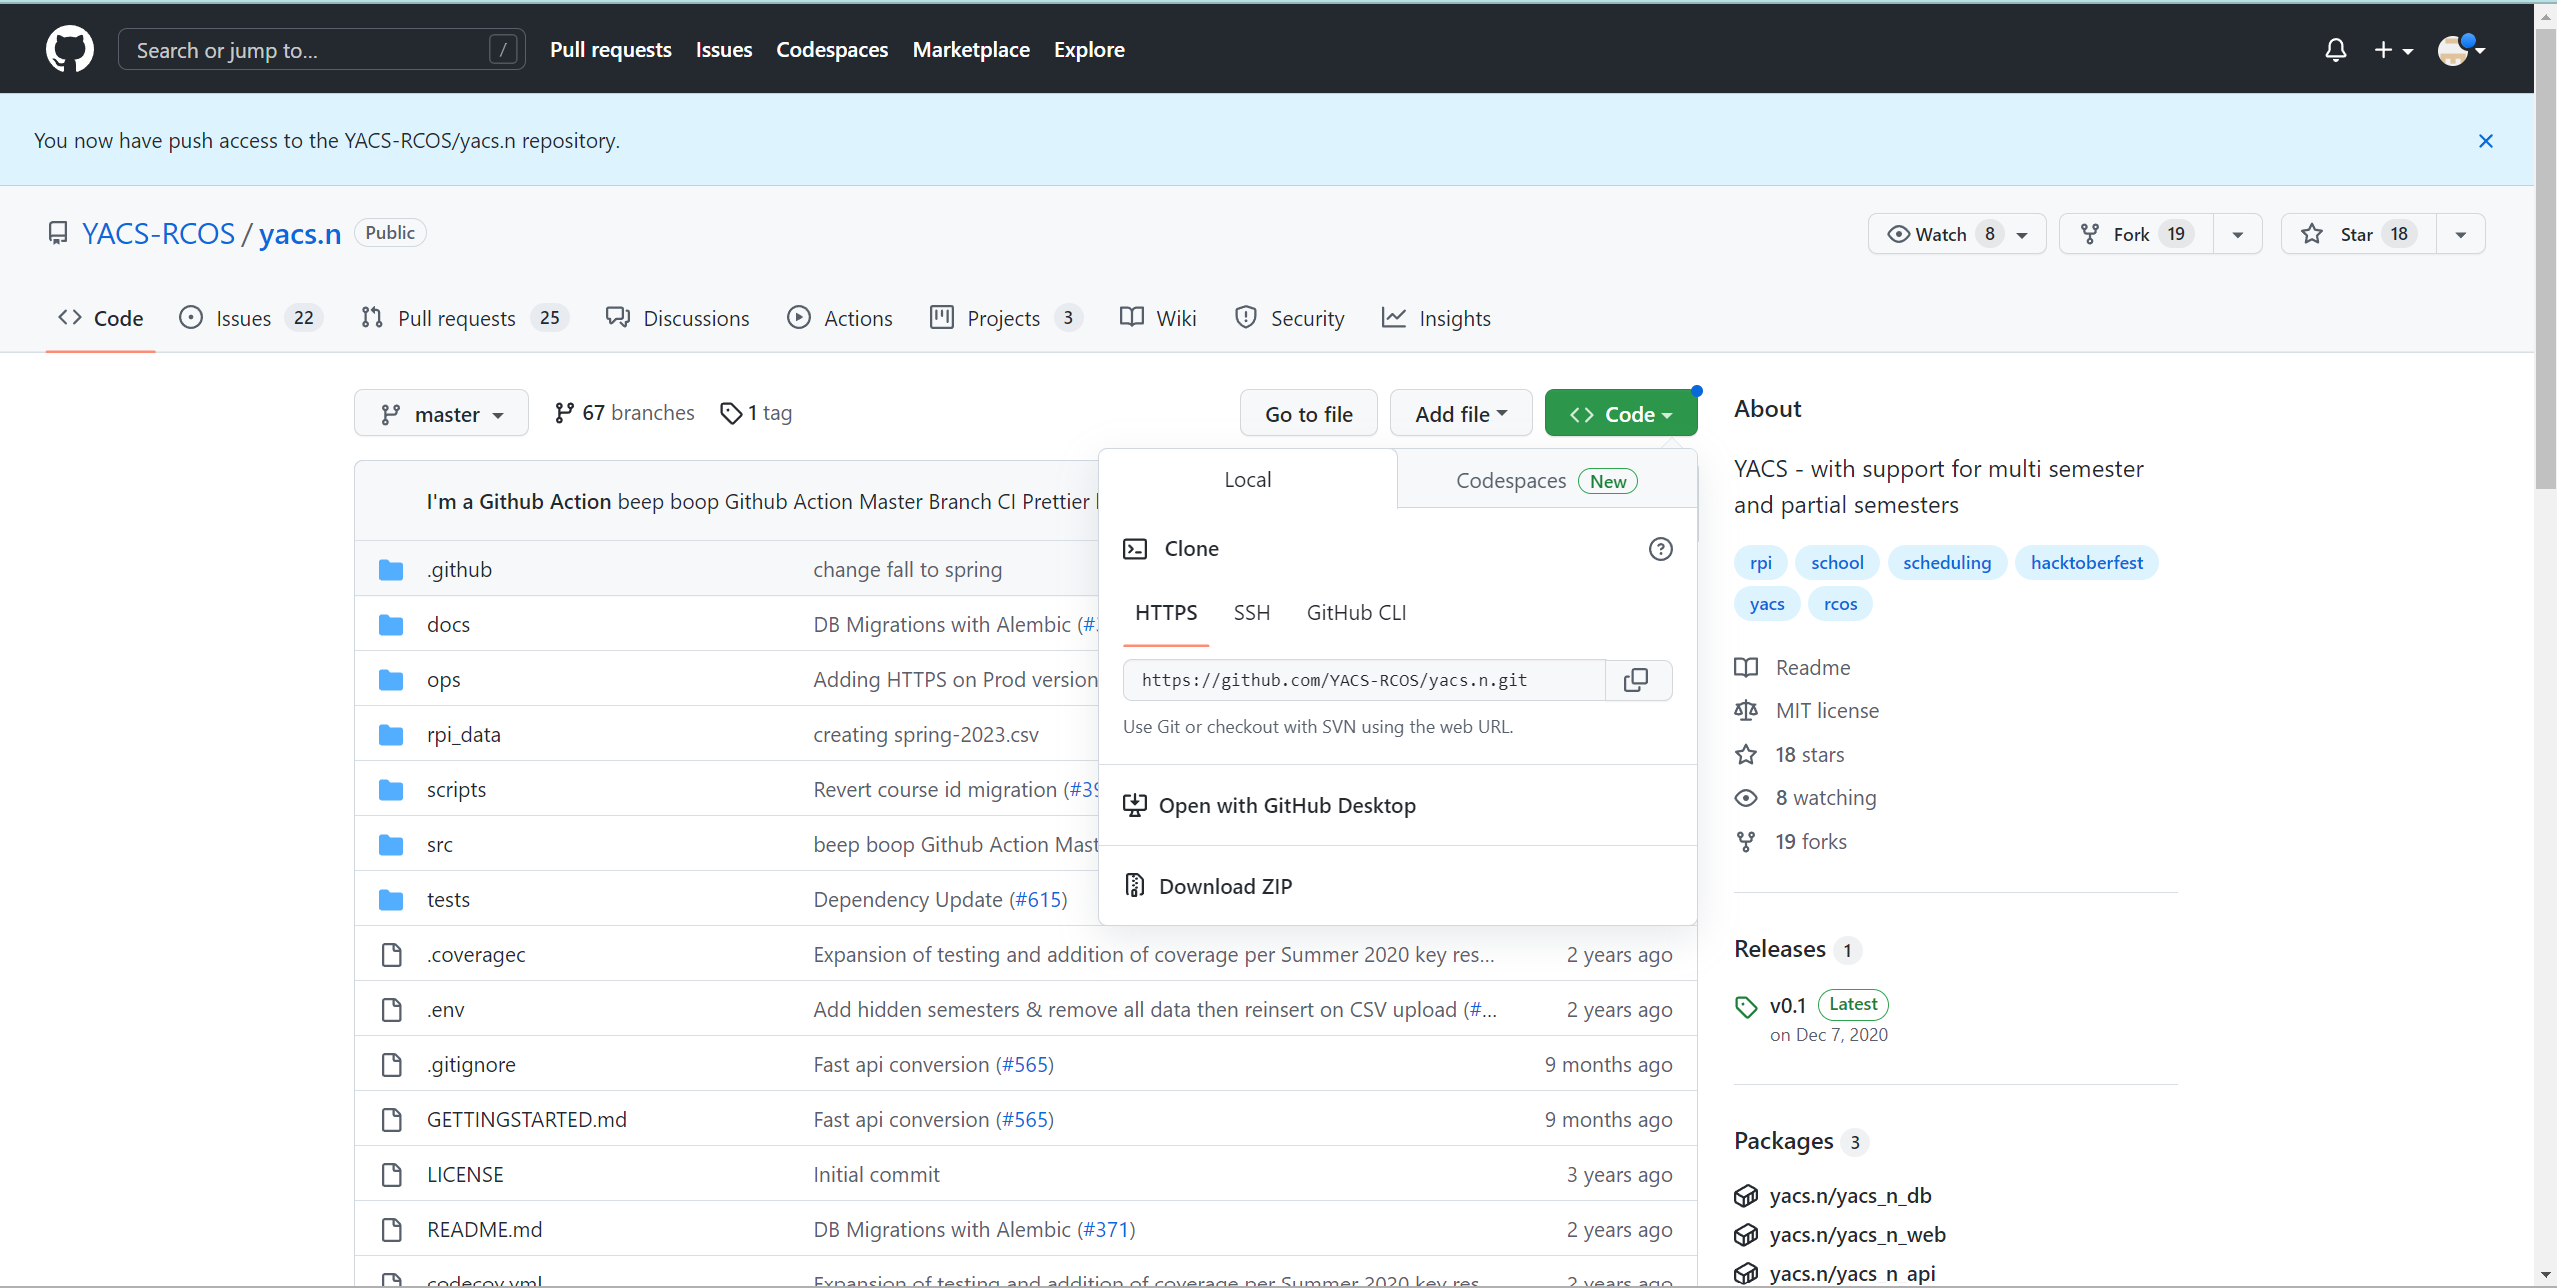 Search or jump to...
/
Pull requests
Issues
Codespaces
Marketplace
Explore
You now have push access to the YACS-RCOS/yacs.n repository.
YACS-RCOS / yacs.n Public
Watch 8
Fork 19
Star 18
Code
Issues 22
Pull requests 25
Discussions
Actions
Projects 3
Wiki
Security
Insights
master
67 branches
1 tag
Go to file
Add file
Code
Local
Codespaces New
Clone
HTTPS
SSH
GitHub CLI
https://github.com/YACS-RCOS/yacs.n.git
Use Git or checkout with SVN using the web URL.
Open with GitHub Desktop
Download ZIP
I'm a Github Action beep boop Github Action Master Branch CI Prettier
.github change fall to spring
docs DB Migrations with Alembic
ops Adding HTTPS on Prod version
rpi_data creating spring-2023.csv
scripts Revert course id migration
src beep boop Github Action Mast
tests Dependency Update (#615)
.coveragec Expansion of testing and addition of coverage per Summer 2020 key res... 2 years ago
.env Add hidden semesters & remove all data then reinsert on CSV upload (#... 2 years ago
.gitignore Fast api conversion (#565) 9 months ago
GETTINGSTARTED.md Fast api conversion (#565) 9 months ago
LICENSE Initial commit 3 years ago
README.md DB Migrations with Alembic (#371) 2 years ago
codecov.yml Expansion of testing and addition of coverage per Summer 2020 key res... 2 years ago
About
YACS - with support for multi semester
and partial semesters
rpi school scheduling hacktoberfest
yacs rcos
Readme
MIT license
18 stars
8 watching
19 forks
Releases 1
v0.1 Latest
on Dec 7, 2020
Packages 3
yacs.n/yacs_n_db
yacs.n/yacs_n_web
yacs.n/yacs_n_api